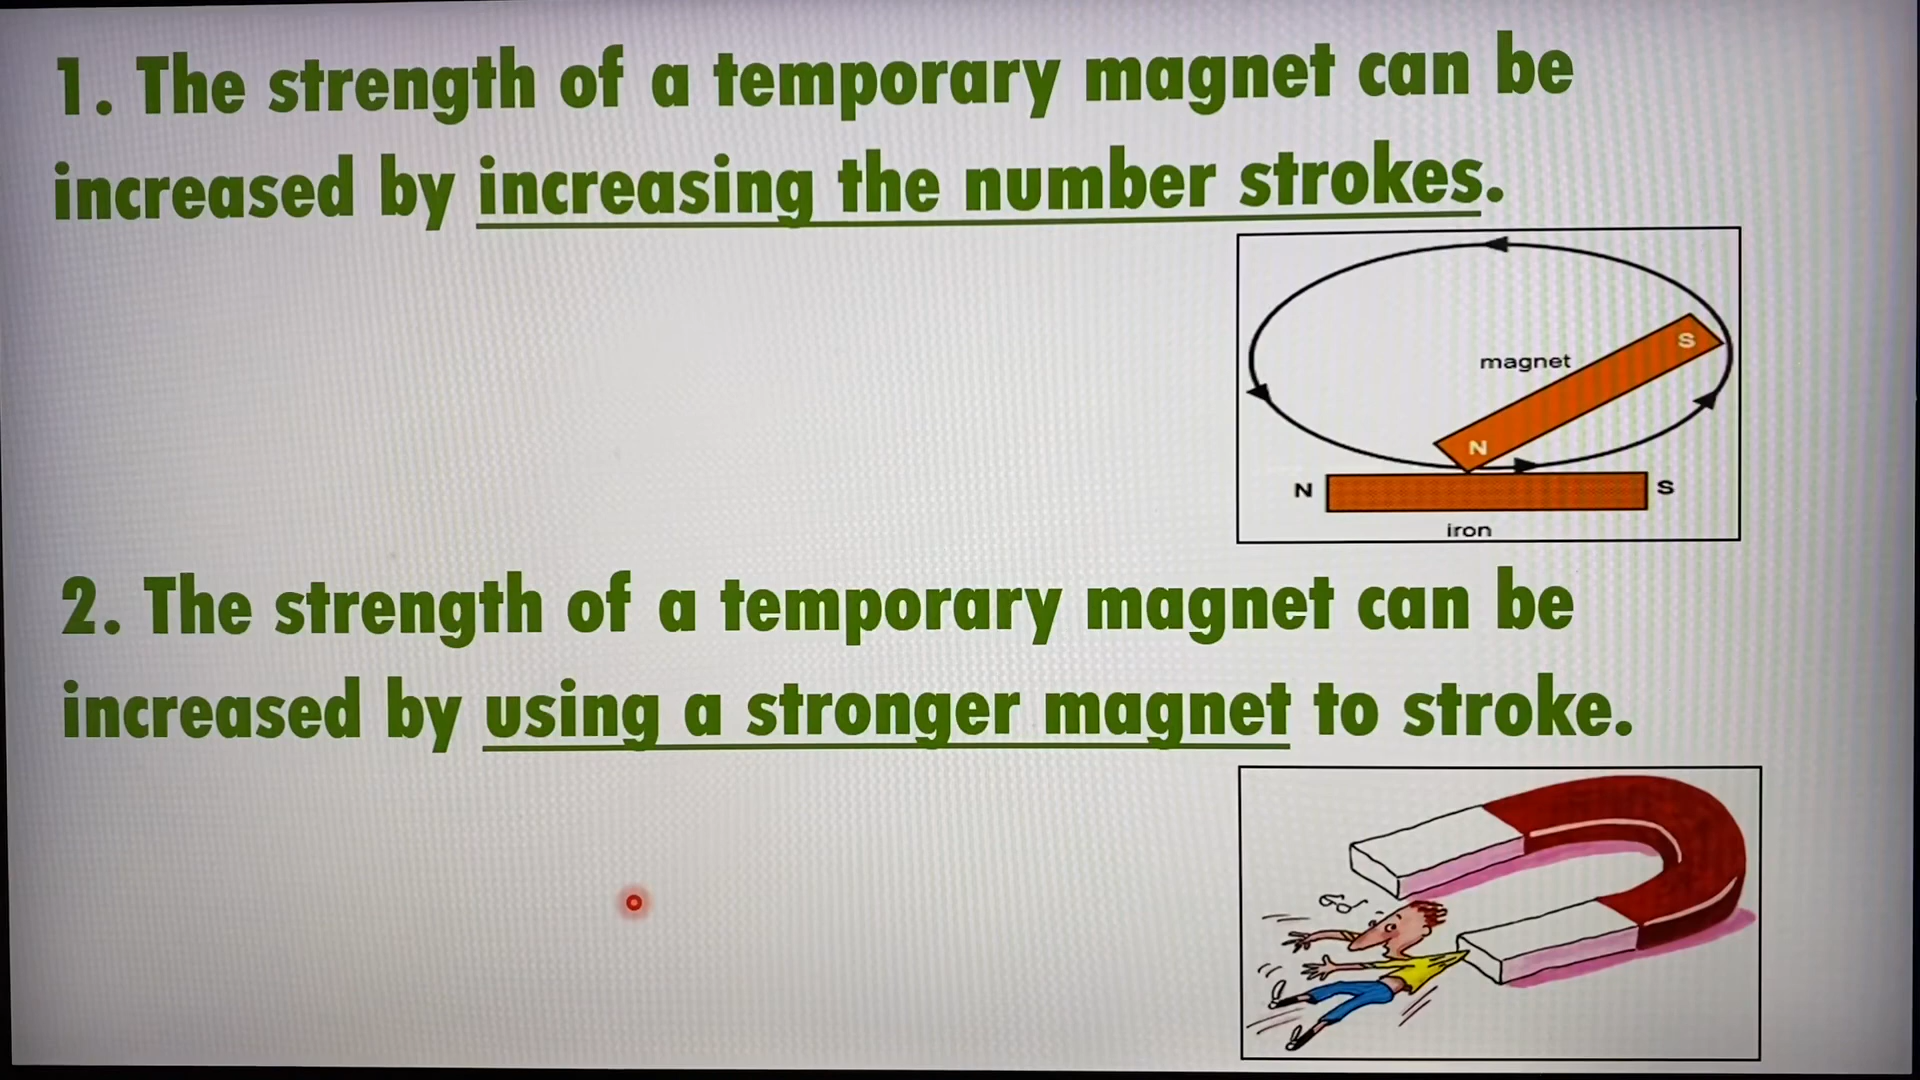 1. The strength of a temporary magnet can be
increased by increasing the number strokes.
magnet
S
N
N
S
iron
2. The strength of a temporary magnet can be
increased by using a stronger magnet to stroke.